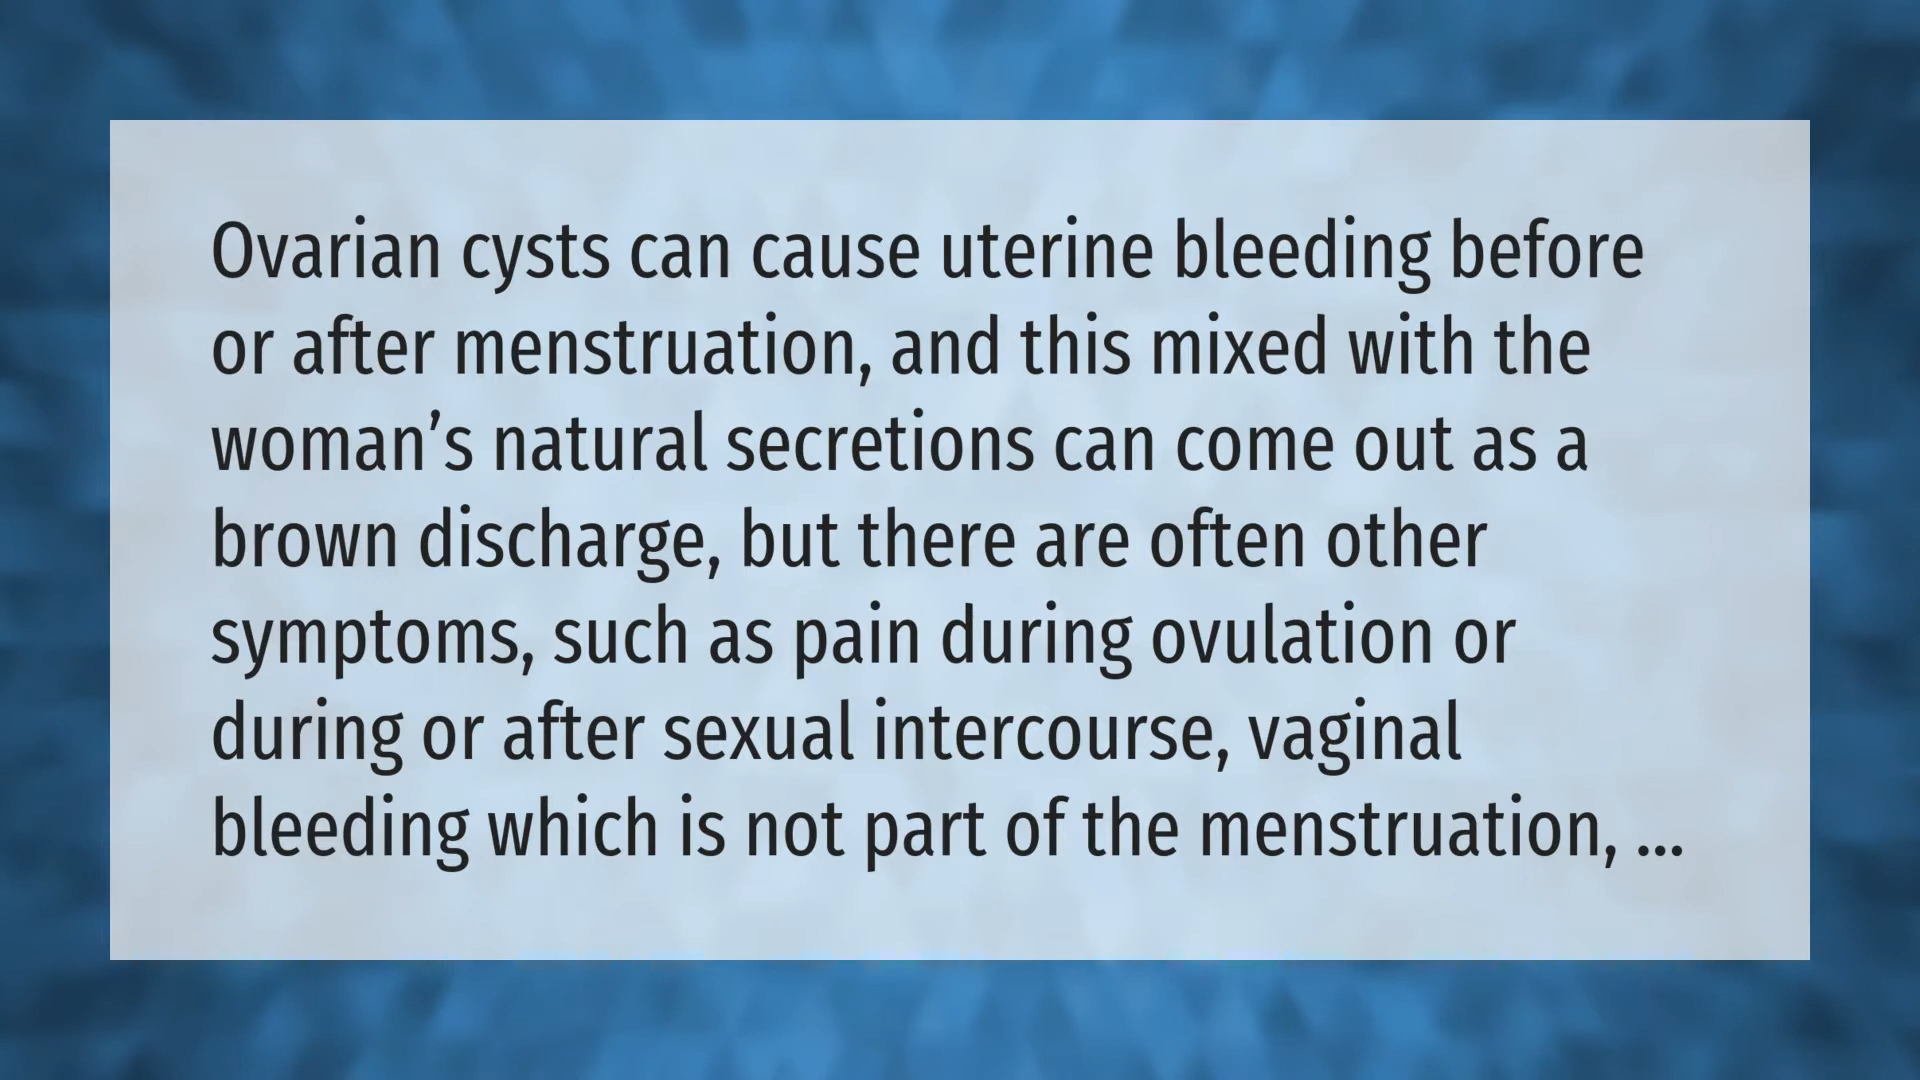 Ovarian cysts can cause uterine bleeding before
or after menstruation, and this mixed with the
woman’s natural secretions can come out as a
brown discharge, but there are often other
symptoms, such as pain during ovulation or
during or after sexual intercourse, vaginal
bleeding which is not part of the menstruation, ...